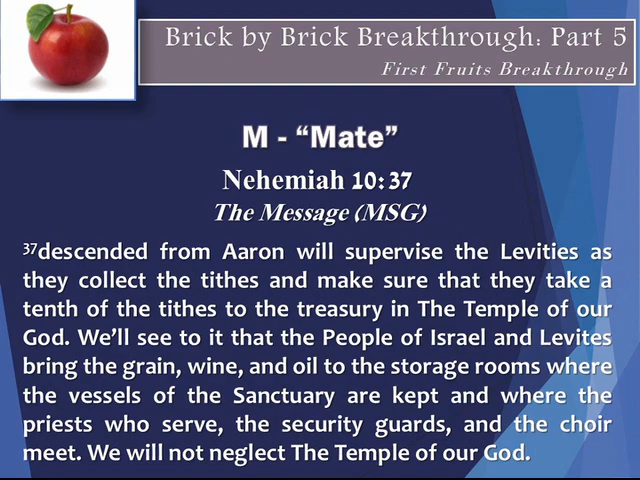 Brick by Brick Breakthrough: Part 5
First Fruits Breakthrough
M - “Mate”
Nehemiah 10:37
The Message (MSG)
37descended from Aaron will supervise the Levities as
they collect the tithes and make sure that they take a
tenth of the tithes to the treasury in The Temple of our
God. We’ll see to it that the People of Israel and Levites
bring the grain, wine, and oil to the storage rooms where
the vessels of the Sanctuary are kept and where the
priests who serve, the security guards, and the choir
meet. We will not neglect The Temple of our God.